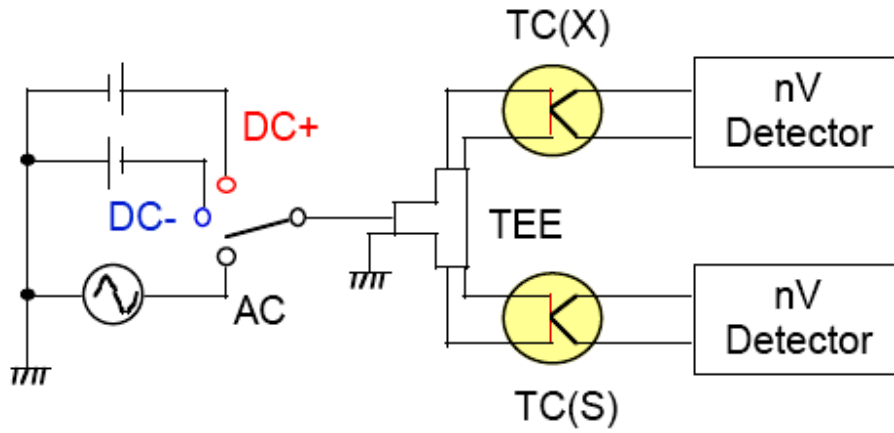 TC(X)
nV
Detector
DC+
DC-
TEE
AC
nV
Detector
TC(S)